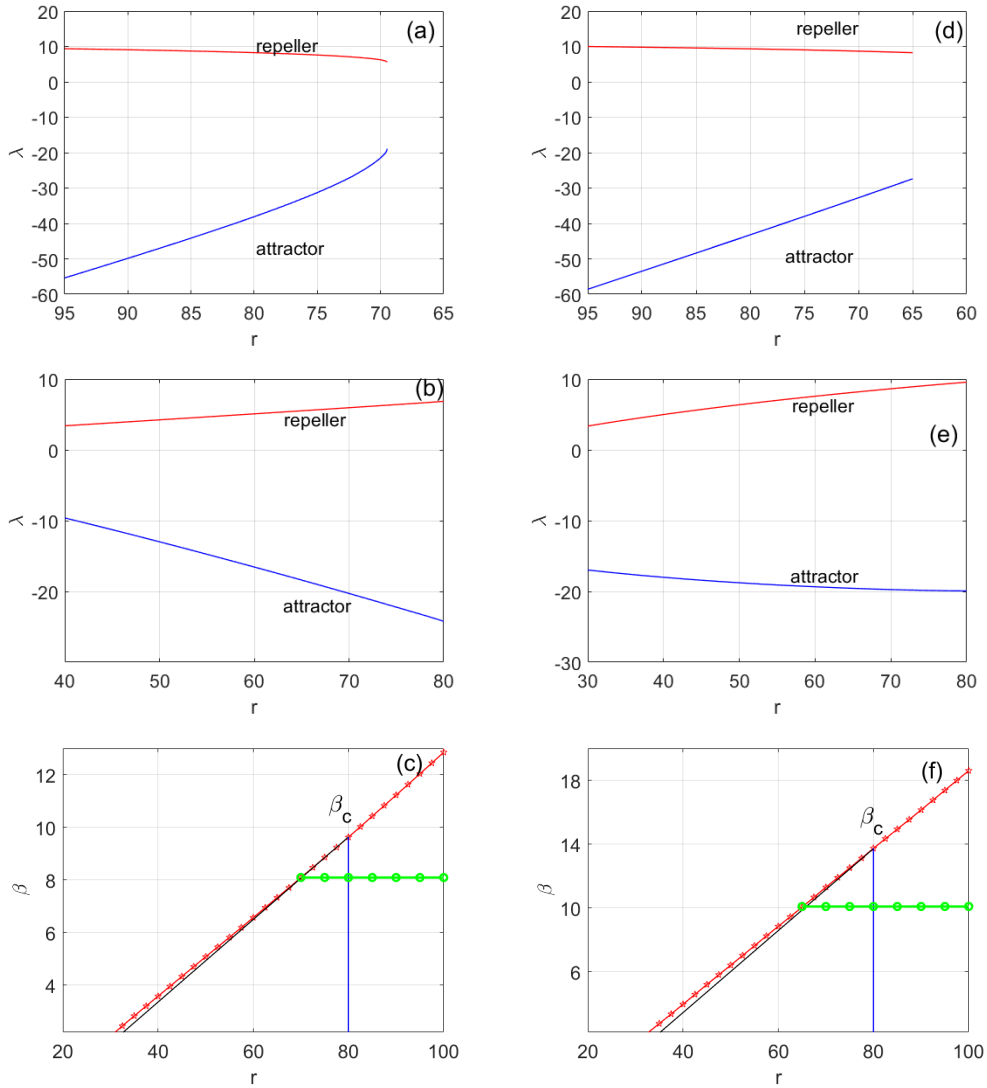 (a)
20
10
0
-10
-20
-30
-40
-50
-60
λ
repeller
attractor
95 90 85 80 75 70 65
r
(d)
20
10
0
-10
-20
-30
-40
-50
-60
λ
repeller
attractor
95 90 85 80 75 70 65 60
r
(b)
10
0
-10
-20
λ
repeller
attractor
40 50 60 70 80
r
(e)
10
0
-10
-20
-30
λ
repeller
attractor
30 40 50 60 70 80
r
(c)
12
10
8
6
4
β
βc
20 40 60 80 100
r
(f)
18
14
10
6
β
βc
20 40 60 80 100
r